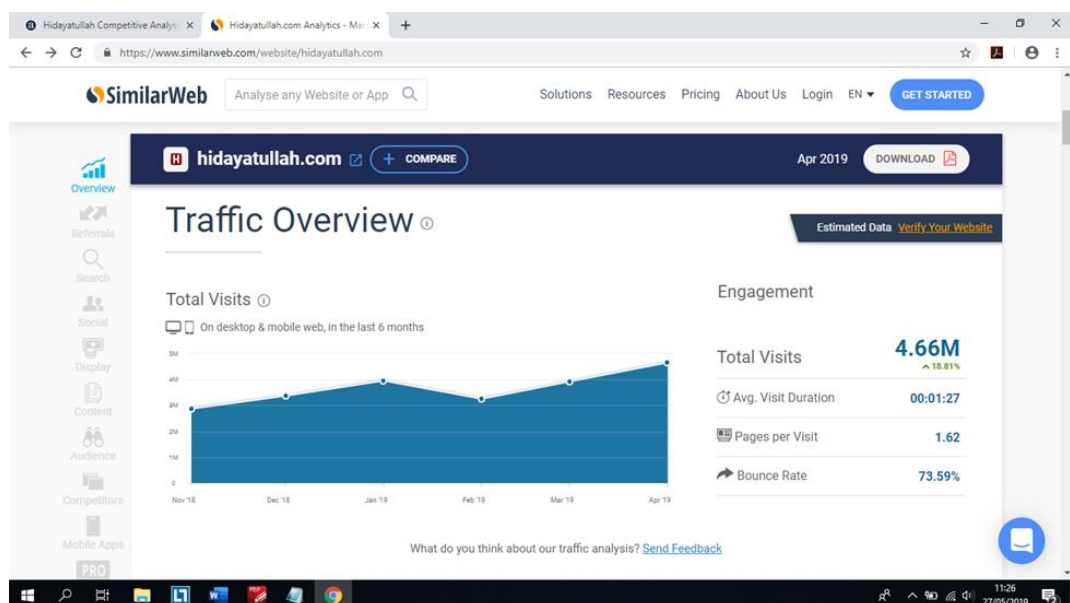 Hidayatullah Competitive Analys
Hidayatullah.com Analytics - Mar
https://www.similarweb.com/website/hidayatullah.com
SimilarWeb
Analyse any Website or App
Solutions Resources Pricing About Us Login EN
GET STARTED
hidayatullah.com
+ COMPARE
Apr 2019
DOWNLOAD
Overview
Referrals
Search
Social
Display
Content
Audience
Competitors
Mobile Apps
PRO
Traffic Overview
Estimated Data Verify Your Website
Total Visits
On desktop & mobile web, in the last 6 months
5M
4M
3M
2M
1M
0
Nov '18 Dec '18 Jan '19 Feb '19 Mar '19 Apr '19
Engagement
Total Visits 4.66M
18.81%
Avg. Visit Duration 00:01:27
Pages per Visit 1.62
Bounce Rate 73.59%
What do you think about our traffic analysis? Send Feedback
11:26
27/05/2019